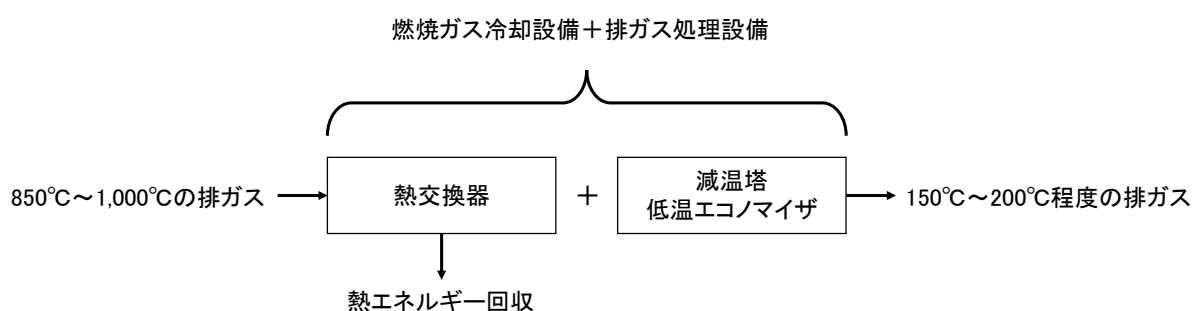 燃焼ガス冷却設備＋排ガス処理設備
850℃～1,000℃の排ガス
熱交換器
＋
減温塔
低温エコノマイザ
150℃～200℃程度の排ガス
熱エネルギー回収